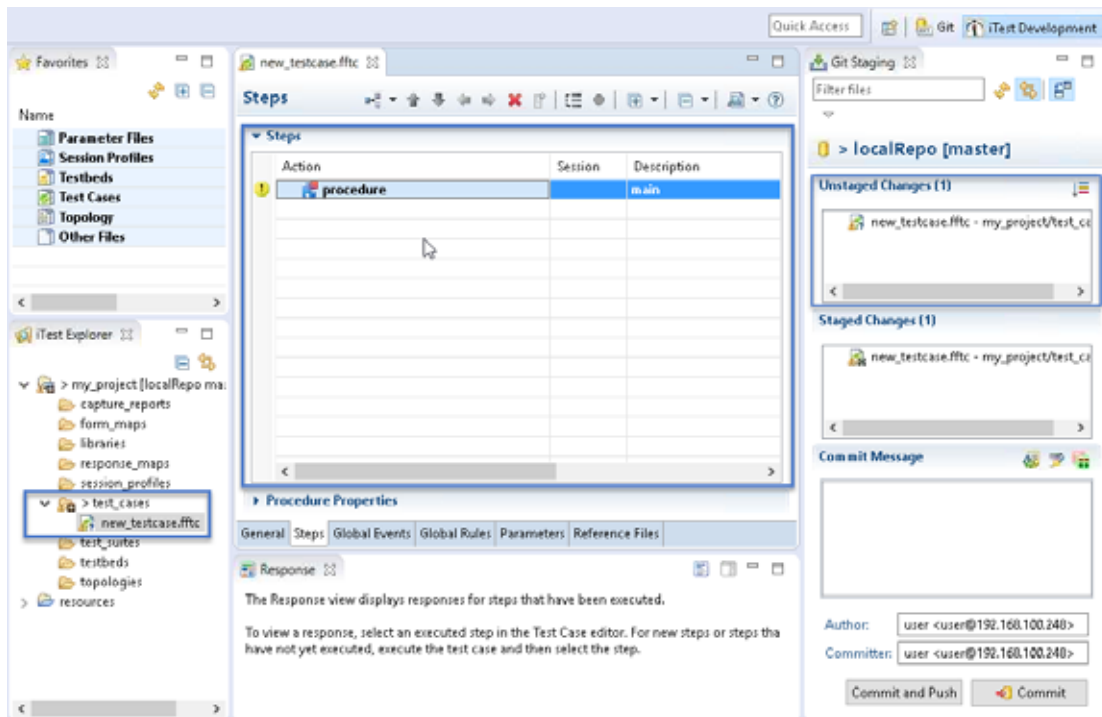 Quick Access
Git
iTest Development
Favorites
Name
Parameter Files
Session Profiles
Testbeds
Test Cases
Topology
Other Files
iTest Explorer
> my_project [localRepo mas
capture_reports
form_maps
libraries
response_maps
session_profiles
> test_cases
new_testcase.fftc
test_suites
testbeds
topologies
resources
new_testcase.fftc
Steps
Steps
Action Session Description
procedure main
Procedure Properties
General Steps Global Events Global Rules Parameters Reference Files
Response
The Response view displays responses for steps that have been executed.
To view a response, select an executed step in the Test Case editor. For new steps or steps tha
have not yet executed, execute the test case and then select the step.
Git Staging
Filter files
> localRepo [master]
Unstaged Changes (1)
new_testcase.fftc - my_project/test_ca
Staged Changes (1)
new_testcase.fftc - my_project/test_ca
Commit Message
Author: user <user@192.168.100.248>
Committer: user <user@192.168.100.248>
Commit and Push Commit